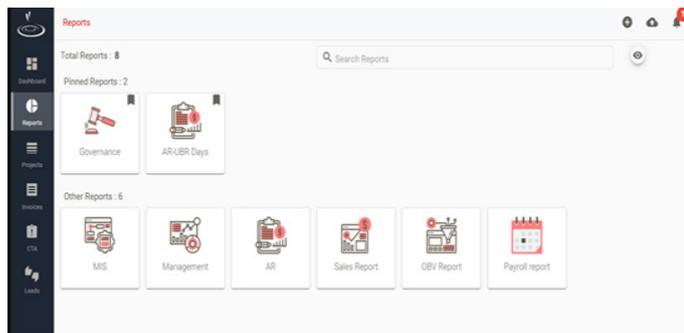 Reports
Total Reports : 8
Search Reports
Dashboard
Pinned Reports : 2
Reports
Governance
AR-UBR Days
Projects
Other Reports : 6
Invoices
CTA
MIS
Management
AR
Sales Report
OBV Report
Payroll report
Leads